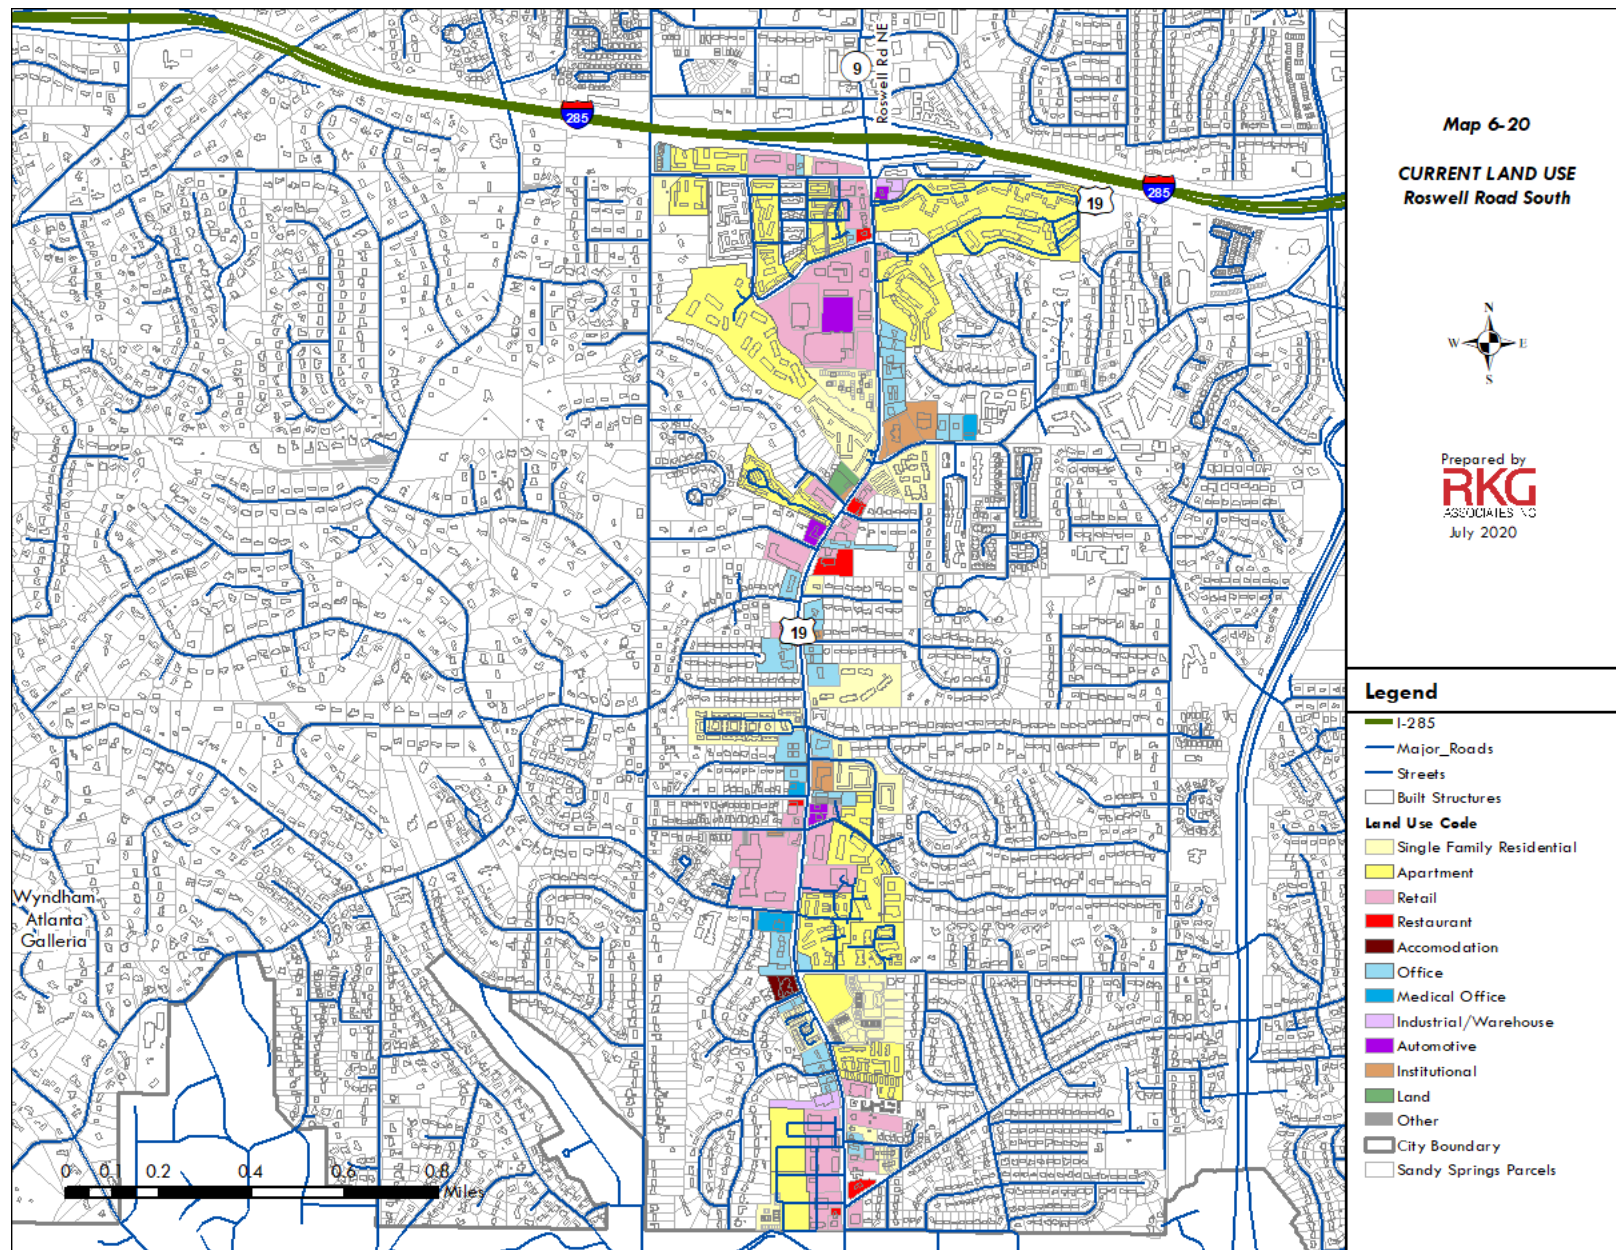 Map 6-20
CURRENT LAND USE
Roswell Road South
N
W E
S
Prepared by
RKG
ASSOCIATES INC
July 2020
Legend
I-285
Major_Roads
Streets
Built Structures
Land Use Code
Single Family Residential
Apartment
Retail
Restaurant
Accomodation
Office
Medical Office
Industrial/Warehouse
Automotive
Institutional
Land
Other
City Boundary
Sandy Springs Parcels
Roswell Rd NE
9
285
285
19
19
Wyndham
Atlanta
Galleria
0 0.1 0.2 0.4 0.6 0.8
Miles